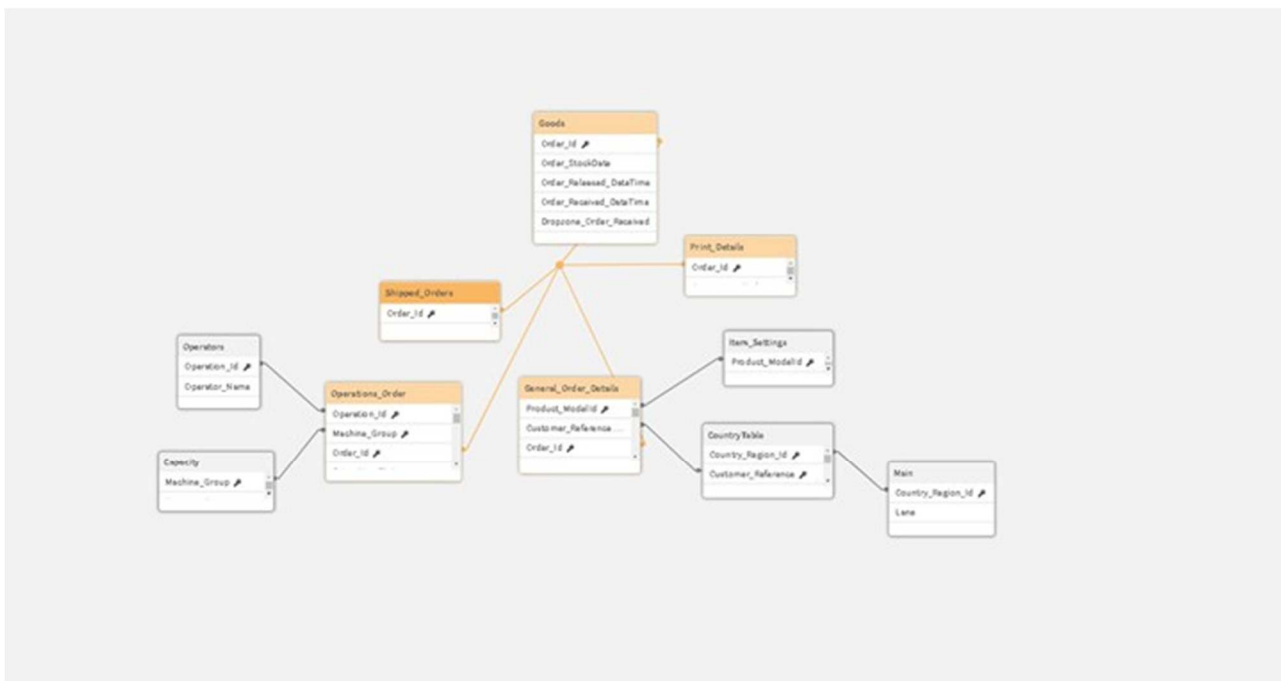 Goods
Order_Id
Order_StockDate
Order_Released_DateTime
Order_Received_DateTime
Dropzone_Order_Received
Print_Details
Order_Id
Shipped_Orders
Order_Id
Operators
Operation_Id
Operator_Name
Item_Settings
Product_ModelId
Operations_Order
Operation_Id
Machine_Group
Order_Id
General_Order_Details
Product_ModelId
Customer_Reference ...
Order_Id
CountryTable
Country_Region_Id
Customer_Reference
Capacity
Machine_Group
Main
Country_Region_Id
Lane